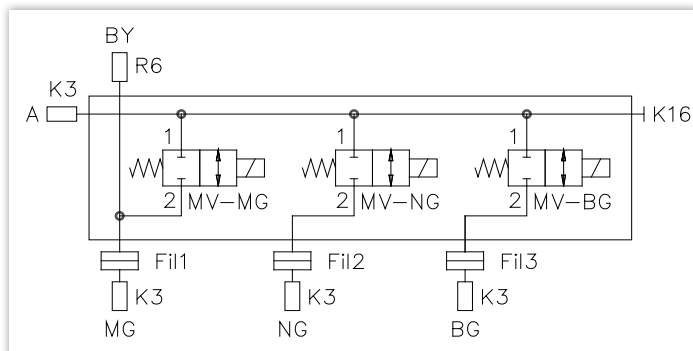 BY
R6
K3
A
K16
1
1
1
2 MV-MG
2 MV-NG
2 MV-BG
Fil1
Fil2
Fil3
K3
K3
K3
MG
NG
BG